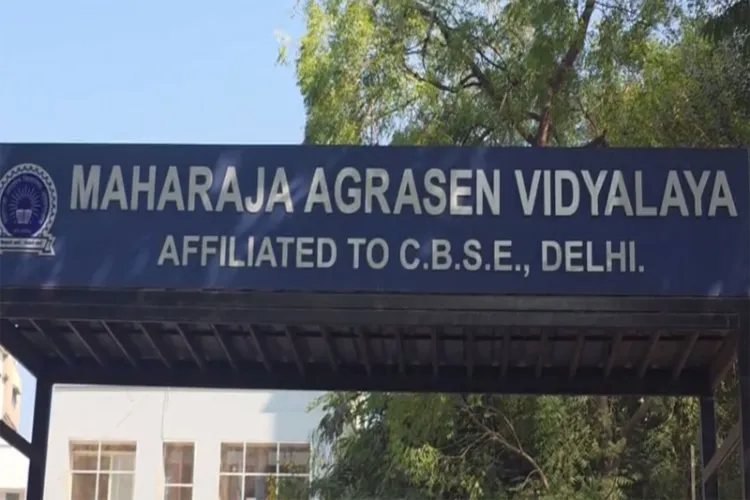 MAHARAJA AGRASEN VIDYALAYA
AFFILIATED TO C.B.S.E., DELHI.